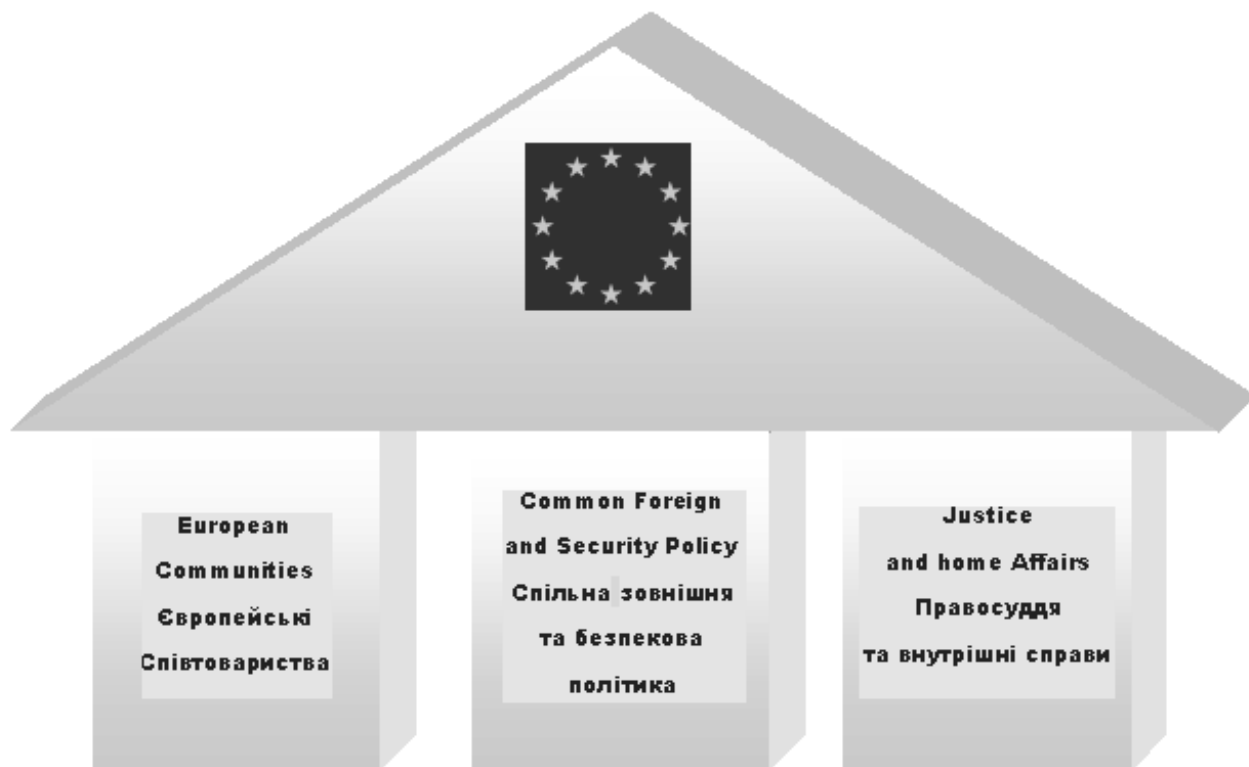 European
Communities
Європейські
Співтовариства
Common Foreign
and Security Policy
Спільна зовнішня
та безпекова
політика
Justice
and home Affairs
Правосуддя
та внутрішні справи